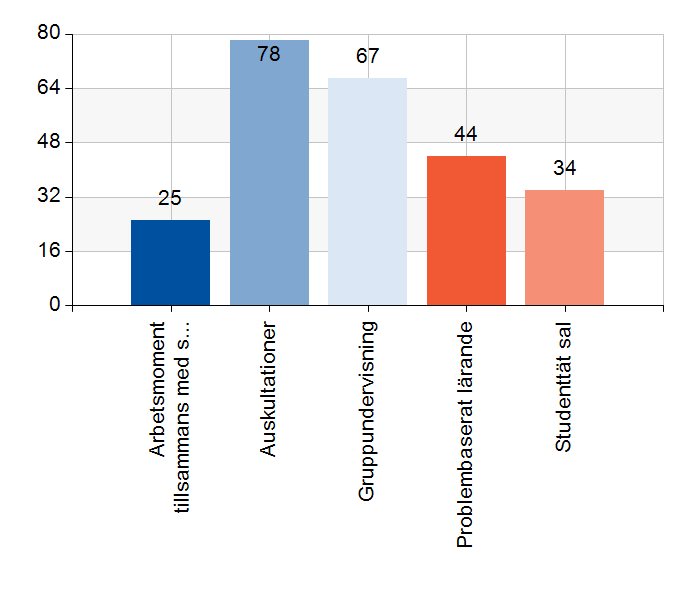 80
64
48
32
16
0
25
78
67
44
34
Arbetsmoment
tillsammans med s...
Auskultationer
Gruppundervisning
Problembaserat lärande
Studenttät sal